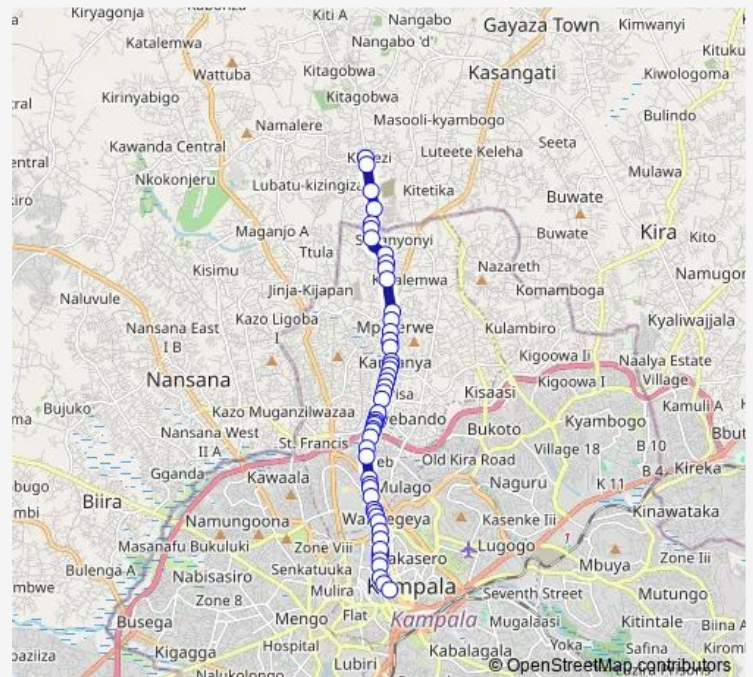 Kiryagonja
Kabonza
Kiti A
Nangabo
Gayaza Town
Kimwanyi
Katalemwa
Nangabo 'd'
Kituku
Wattuba
Kitagobwa
Kasangati
Kiwologoma
Kirinyabigo
Kitagobwa
Bulindo
Namalere
Masooli-kyambogo
Kawanda Central
Seeta
Luteete Keleha
Mulawa
Nkokonjeru
Lubatu-kizingiza
Kitetika
Buwate
Maganjo A
Buwate
Kira
Kito
Ttula
Kisimu
Nazareth
Namugon
Jinja-Kijapan
Komamboga
Naluvule
Kazo Ligoba
I
Kyaliwajjala
Nansana East
I B
Kulambiro
Kigoowa Ii
Naalya Estate
Village
Nansana
Kigoowa I
Kisaasi
Kamuli A
Bujuko
Kazo Muganzilwazaa
Kyambogo
Nansana West
II A
St. Francis
Bukoto
Village 18
B 10
Old Kira Road
Gganda
Kawaala
Mulago
Naguru
K 11
B 4
Kireka
Biira
Kinawataka
Namungoona
Kasenke Iii
Masanafu Bukuluki
Zone Viii
Lugogo
1
Zone Iii
Bulenga A
Senkatuuka
Mbuya
Nabisasiro
Mulira
Kampala
Seventh Street
Mutungo
Zone 8
Flat
Busega
Mengo
Kampala
Mugalaasi
Kitintale
Biina A
Hospital
Yoka
Safina
Kigagga
Lubiri
Kabalagala
Nalukolongo
© OpenStreetMap contributors